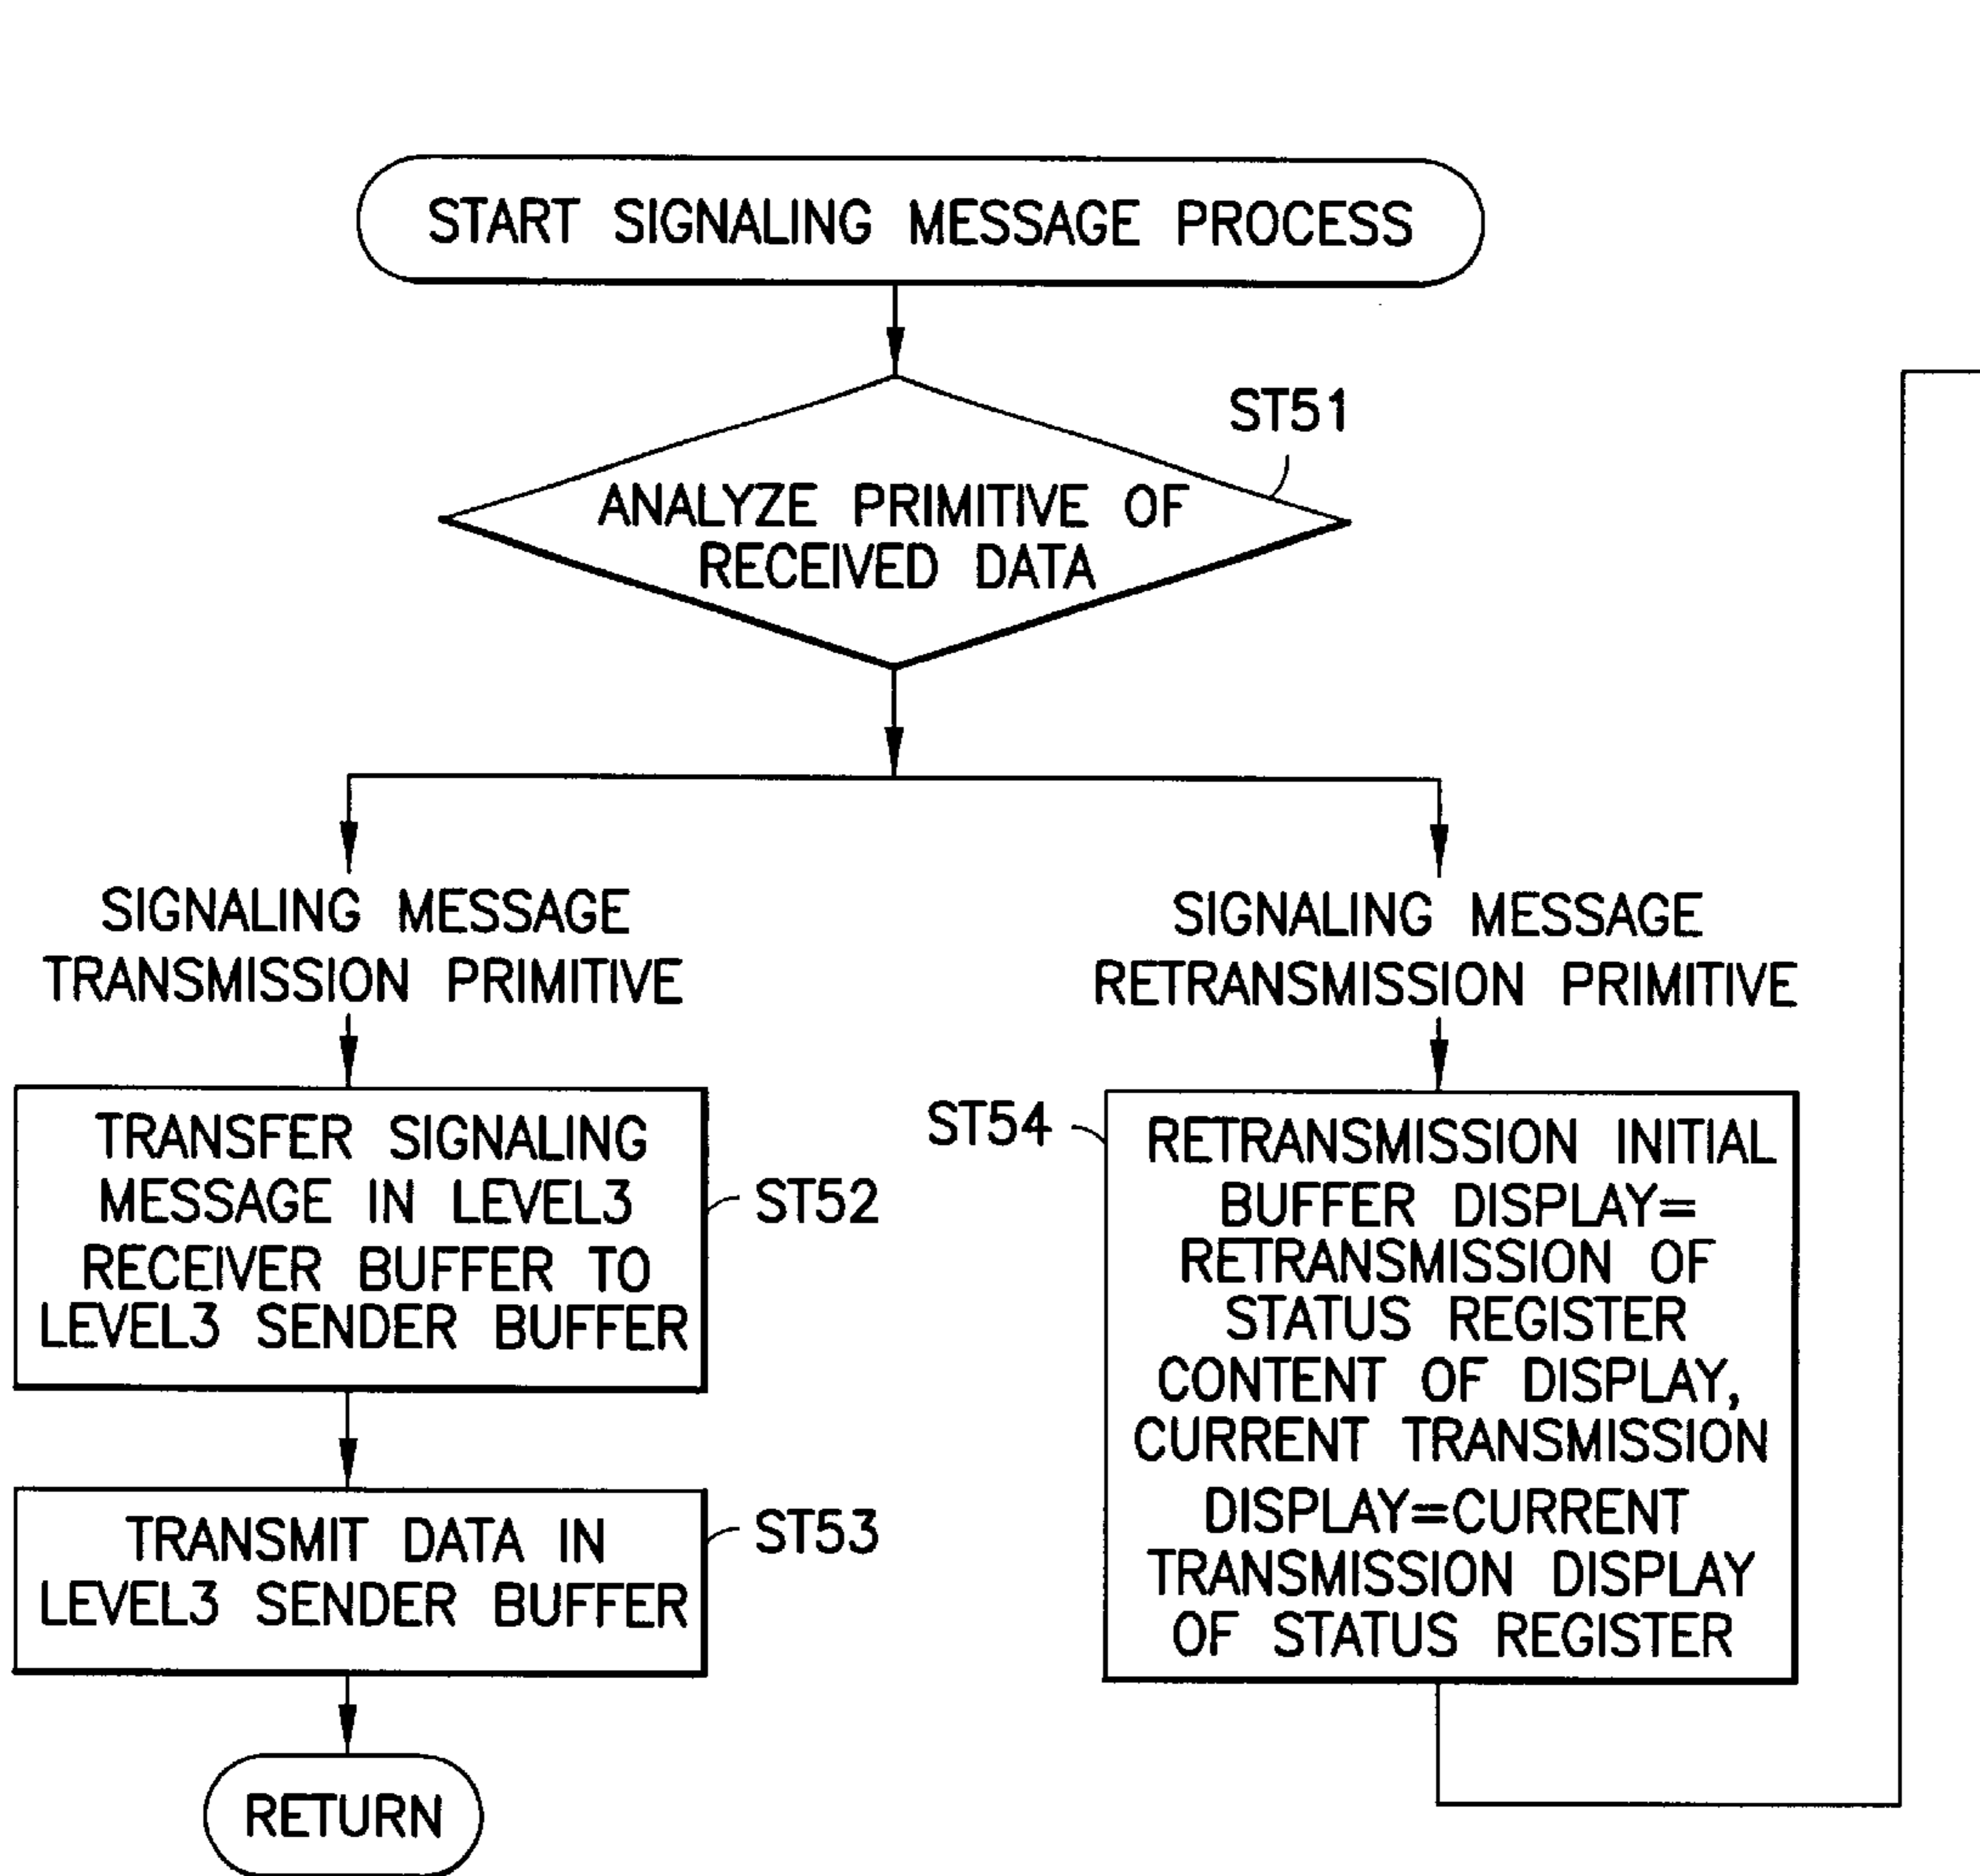 START SIGNALING MESSAGE PROCESS
ST51
ANALYZE PRIMITIVE OF
RECEIVED DATA
SIGNALING MESSAGE
TRANSMISSION PRIMITIVE
TRANSFER SIGNALING
MESSAGE IN LEVEL3
RECEIVER BUFFER TO
LEVEL3 SENDER BUFFER
ST52
TRANSMIT DATA IN
LEVEL3 SENDER BUFFER
ST53
RETURN
SIGNALING MESSAGE
RETRANSMISSION PRIMITIVE
ST54
RETRANSMISSION INITIAL
BUFFER DISPLAY=
RETRANSMISSION OF
STATUS REGISTER
CONTENT OF DISPLAY,
CURRENT TRANSMISSION
DISPLAY=CURRENT
TRANSMISSION DISPLAY
OF STATUS REGISTER